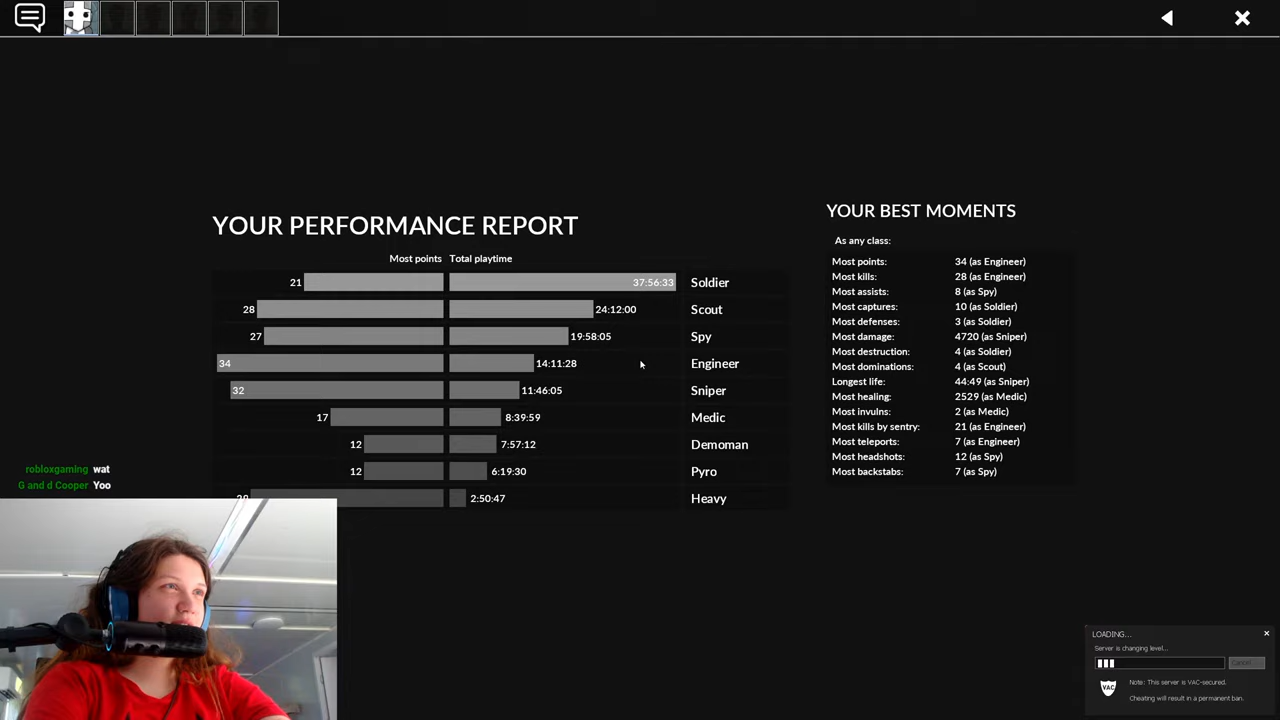 YOUR PERFORMANCE REPORT
Most points Total playtime
21 37:56:33 Soldier
28 24:12:00 Scout
27 19:58:05 Spy
34 14:11:28 Engineer
32 11:46:05 Sniper
17 8:39:59 Medic
12 7:57:12 Demoman
12 6:19:30 Pyro
2:50:47 Heavy
YOUR BEST MOMENTS
As any class:
Most points: 34 (as Engineer)
Most kills: 28 (as Engineer)
Most assists: 8 (as Spy)
Most captures: 10 (as Soldier)
Most defenses: 3 (as Soldier)
Most damage: 4720 (as Sniper)
Most destruction: 4 (as Soldier)
Most dominations: 4 (as Scout)
Longest life: 44:49 (as Sniper)
Most healing: 2529 (as Medic)
Most invulns: 2 (as Medic)
Most kills by sentry: 21 (as Engineer)
Most teleports: 7 (as Engineer)
Most headshots: 12 (as Spy)
Most backstabs: 7 (as Spy)
robloxgaming wat
G and d Cooper Yoo
LOADING...
Server is changing level...
Cancel
VAC
Note: This server is VAC-secured.
Cheating will result in a permanent ban.